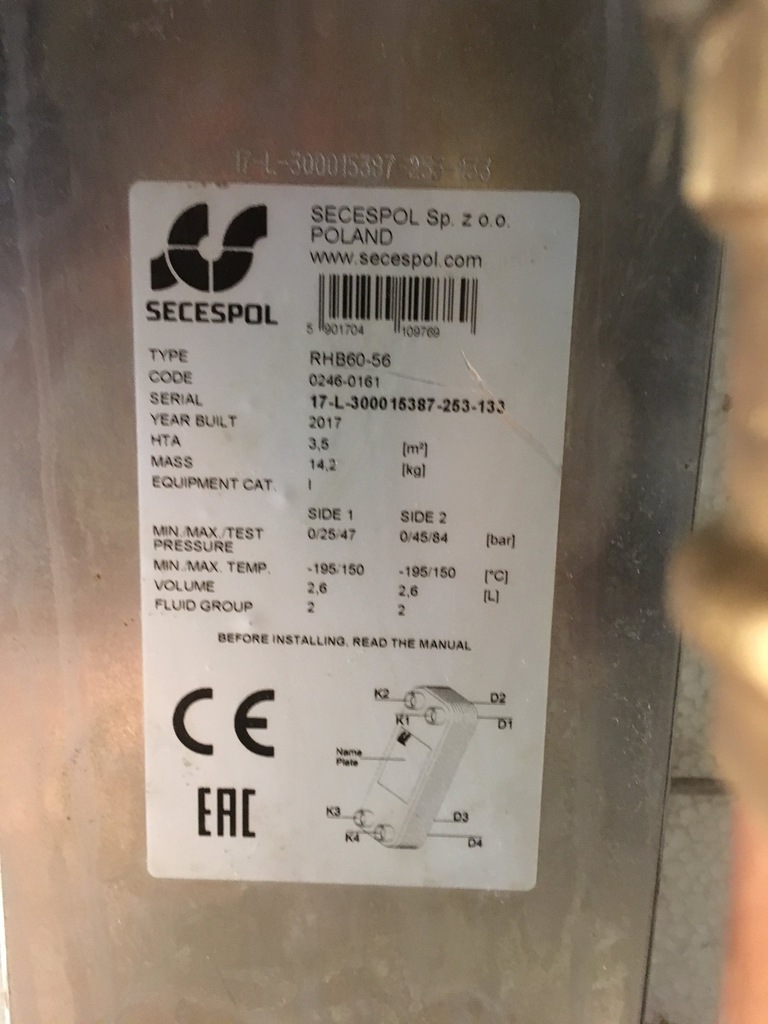 17-L-300015387-253-133
SECESPOL
SECESPOL Sp. z o.o.
POLAND
www.secespol.com
5 901704 109769
TYPE RHB60-56
CODE 0246-0161
SERIAL 17-L-300015387-253-133
YEAR BUILT 2017
HTA 3,5 [m²]
MASS 14,2 [kg]
EQUIPMENT CAT. I
SIDE 1 SIDE 2
MIN./MAX./TEST 0/25/47 0/45/84 [bar]
PRESSURE
MIN./MAX. TEMP. -195/150 -195/150 [°C]
VOLUME 2,6 2,6 [L]
FLUID GROUP 2 2
BEFORE INSTALLING, READ THE MANUAL
CE
EAC
K2 D2
K1 D1
Name
Plate
K3 D3
K4 D4